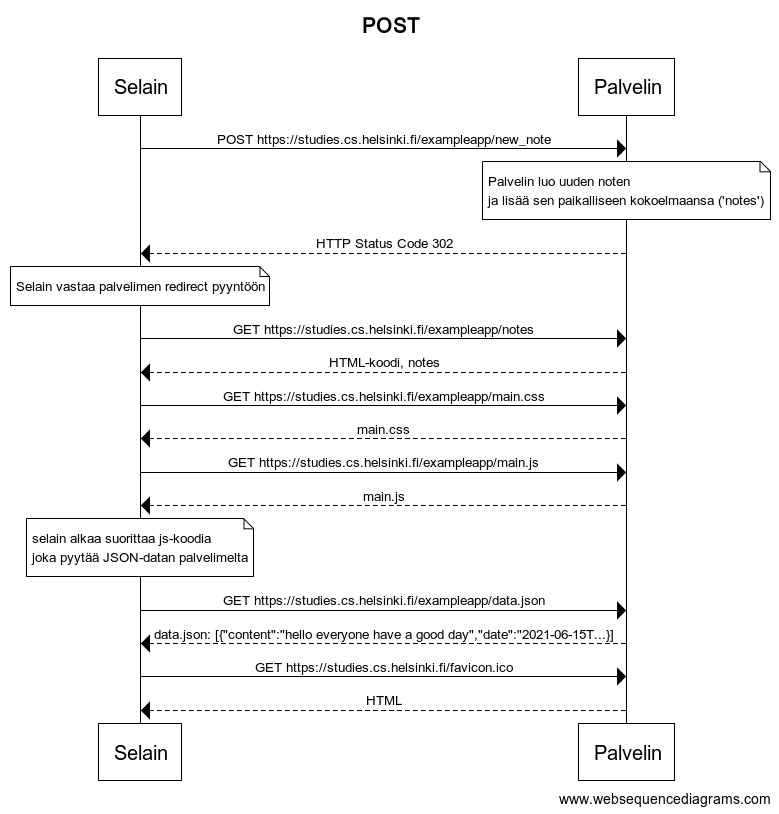 POST
Selain
Palvelin
POST https://studies.cs.helsinki.fi/exampleapp/new_note
Palvelin luo uuden noten
ja lisää sen paikalliseen kokoelmaansa ('notes')
HTTP Status Code 302
Selain vastaa palvelimen redirect pyyntöön
GET https://studies.cs.helsinki.fi/exampleapp/notes
HTML-koodi, notes
GET https://studies.cs.helsinki.fi/exampleapp/main.css
main.css
GET https://studies.cs.helsinki.fi/exampleapp/main.js
main.js
selain alkaa suorittaa js-koodia
joka pyytää JSON-datan palvelimelta
GET https://studies.cs.helsinki.fi/exampleapp/data.json
data.json: [{"content":"hello everyone have a good day","date":"2021-06-15T...}]
GET https://studies.cs.helsinki.fi/favicon.ico
HTML
Selain
Palvelin
www.websequencediagrams.com